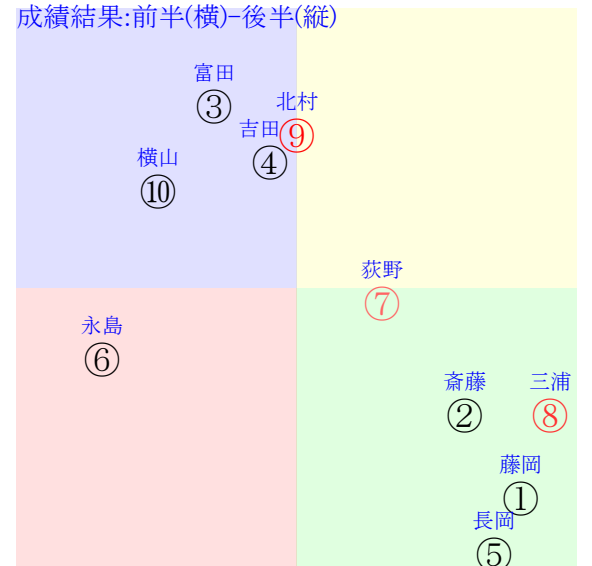 成績結果:前半(横)-後半(縦)
富田
③
北村
⑨
吉田
④
横山
⑩
荻野
⑦
永島
⑥
斎藤
②
三浦
⑧
藤岡
①
長岡
⑤